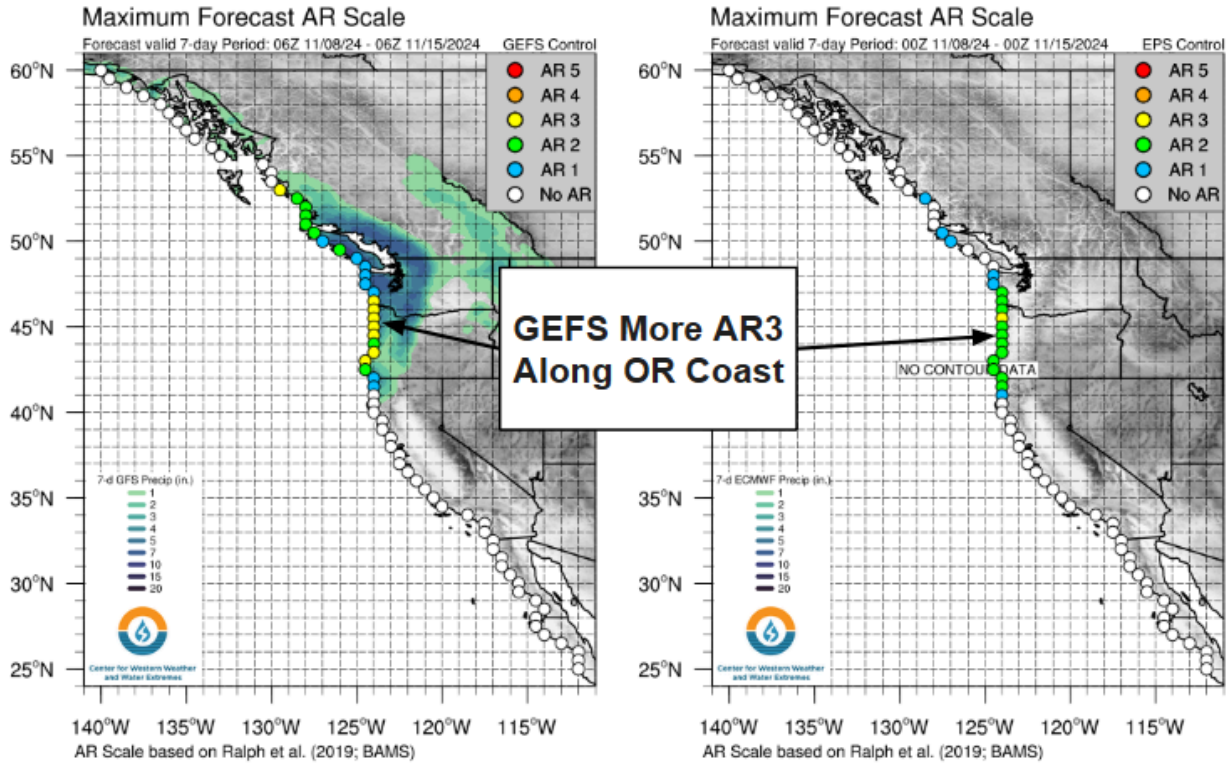 Maximum Forecast AR Scale
Forecast valid 7-day Period: 06Z 11/08/24 - 06Z 11/15/2024 GEFS Control
60°N
55°N
50°N
45°N
40°N
35°N
30°N
25°N
AR 5
AR 4
AR 3
AR 2
AR 1
No AR
7-d GFS Precip (in.)
1
2
3
4
5
7
10
15
20
Center for Western Weather
and Water Extremes
140°W 135°W 130°W 125°W 120°W 115°W
AR Scale based on Ralph et al. (2019; BAMS)
GEFS More AR3
Along OR Coast
Maximum Forecast AR Scale
Forecast valid 7-day Period: 00Z 11/08/24 - 00Z 11/15/2024 EPS Control
60°N
55°N
50°N
45°N
40°N
35°N
30°N
25°N
AR 5
AR 4
AR 3
AR 2
AR 1
No AR
NO CONTOUR DATA
7-d ECMWF Precip (in.)
1
2
3
4
5
7
10
15
20
Center for Western Weather
and Water Extremes
140°W 135°W 130°W 125°W 120°W 115°W
AR Scale based on Ralph et al. (2019; BAMS)